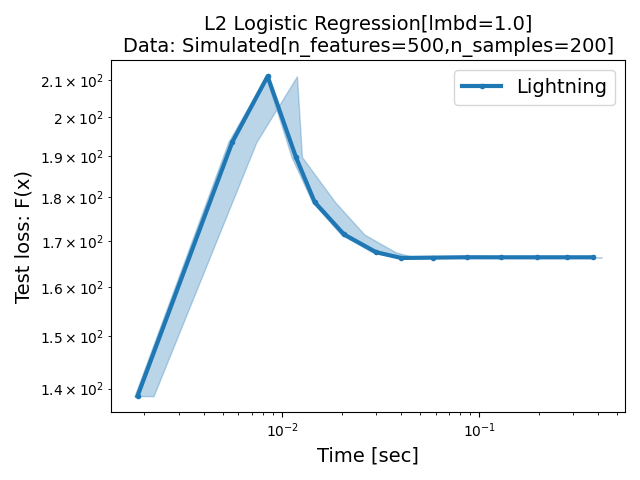 L2 Logistic Regression[lmbd=1.0]
Data: Simulated[n_features=500,n_samples=200]
Lightning
2.1 × 10²
2 × 10²
1.9 × 10²
1.8 × 10²
1.7 × 10²
1.6 × 10²
1.5 × 10²
1.4 × 10²
Test loss: F(x)
10⁻²
10⁻¹
Time [sec]